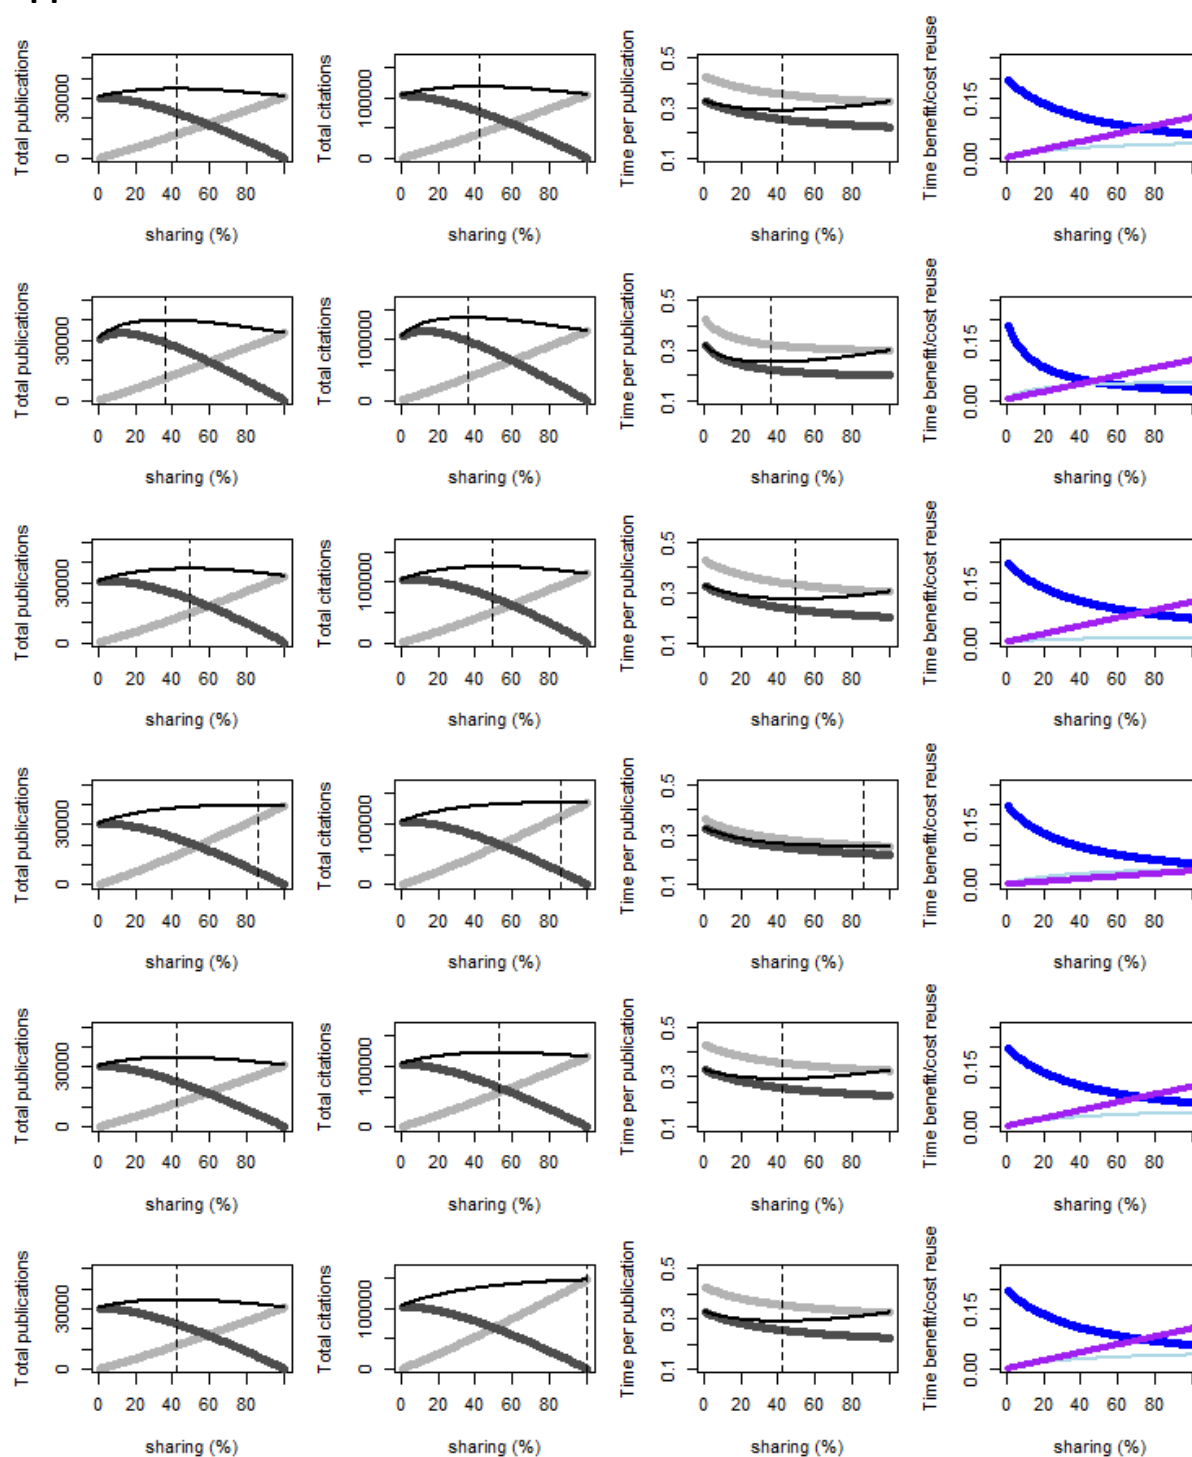 Total publications
0 30000
0 20 40 60 80
sharing (%)
Total citations
0 100000
0 20 40 60 80
sharing (%)
Time per publication
0.1 0.3 0.5
0 20 40 60 80
sharing (%)
Time benefit/cost reuse
0.00 0.15
0 20 40 60 80
sharing (%)
Total publications
0 30000
0 20 40 60 80
sharing (%)
Total citations
0 100000
0 20 40 60 80
sharing (%)
Time per publication
0.1 0.3 0.5
0 20 40 60 80
sharing (%)
Time benefit/cost reuse
0.00 0.15
0 20 40 60 80
sharing (%)
Total publications
0 30000
0 20 40 60 80
sharing (%)
Total citations
0 100000
0 20 40 60 80
sharing (%)
Time per publication
0.1 0.3 0.5
0 20 40 60 80
sharing (%)
Time benefit/cost reuse
0.00 0.15
0 20 40 60 80
sharing (%)
Total publications
0 30000
0 20 40 60 80
sharing (%)
Total citations
0 100000
0 20 40 60 80
sharing (%)
Time per publication
0.1 0.3 0.5
0 20 40 60 80
sharing (%)
Time benefit/cost reuse
0.00 0.15
0 20 40 60 80
sharing (%)
Total publications
0 30000
0 20 40 60 80
sharing (%)
Total citations
0 100000
0 20 40 60 80
sharing (%)
Time per publication
0.1 0.3 0.5
0 20 40 60 80
sharing (%)
Time benefit/cost reuse
0.00 0.15
0 20 40 60 80
sharing (%)
Total publications
0 30000
0 20 40 60 80
sharing (%)
Total citations
0 100000
0 20 40 60 80
sharing (%)
Time per publication
0.1 0.3 0.5
0 20 40 60 80
sharing (%)
Time benefit/cost reuse
0.00 0.15
0 20 40 60 80
sharing (%)